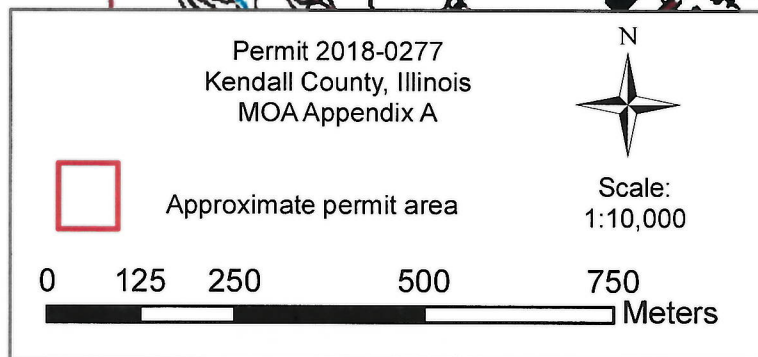 Permit 2018-0277
Kendall County, Illinois
MOA Appendix A
N
Approximate permit area
Scale:
1:10,000
0 125 250 500 750
Meters